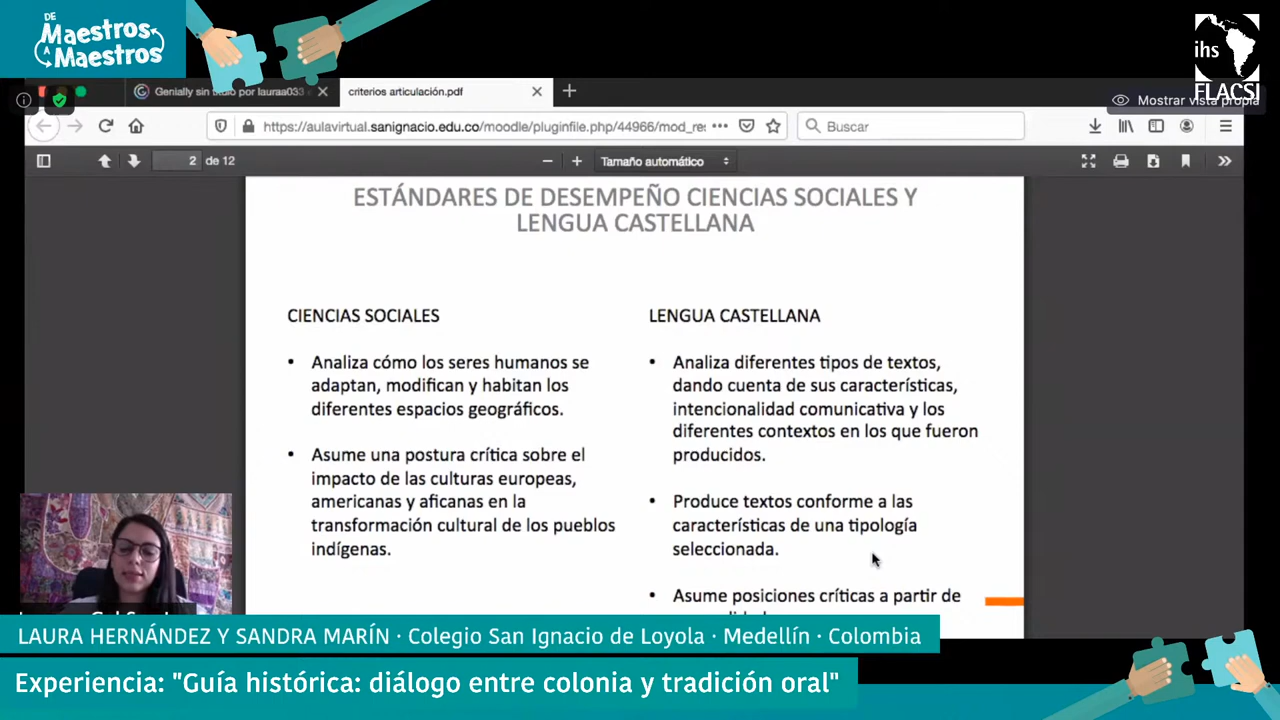 DE
Maestros
A
Maestros
ihs
FLACSI
Genially sin título por lauraa033
criterios articulación.pdf
Mostrar vista propia
https://aulavirtual.sanignacio.edu.co/moodle/pluginfile.php/44966/mod_re
Buscar
2 de 12
Tamaño automático
ESTÁNDARES DE DESEMPEÑO CIENCIAS SOCIALES Y
LENGUA CASTELLANA
CIENCIAS SOCIALES
• Analiza cómo los seres humanos se
adaptan, modifican y habitan los
diferentes espacios geográficos.
• Asume una postura crítica sobre el
impacto de las culturas europeas,
americanas y aficanas en la
transformación cultural de los pueblos
indígenas.
LENGUA CASTELLANA
• Analiza diferentes tipos de textos,
dando cuenta de sus características,
intencionalidad comunicativa y los
diferentes contextos en los que fueron
producidos.
• Produce textos conforme a las
características de una tipología
seleccionada.
• Asume posiciones críticas a partir de
LAURA HERNÁNDEZ Y SANDRA MARÍN · Colegio San Ignacio de Loyola · Medellín · Colombia
Experiencia: "Guía histórica: diálogo entre colonia y tradición oral"